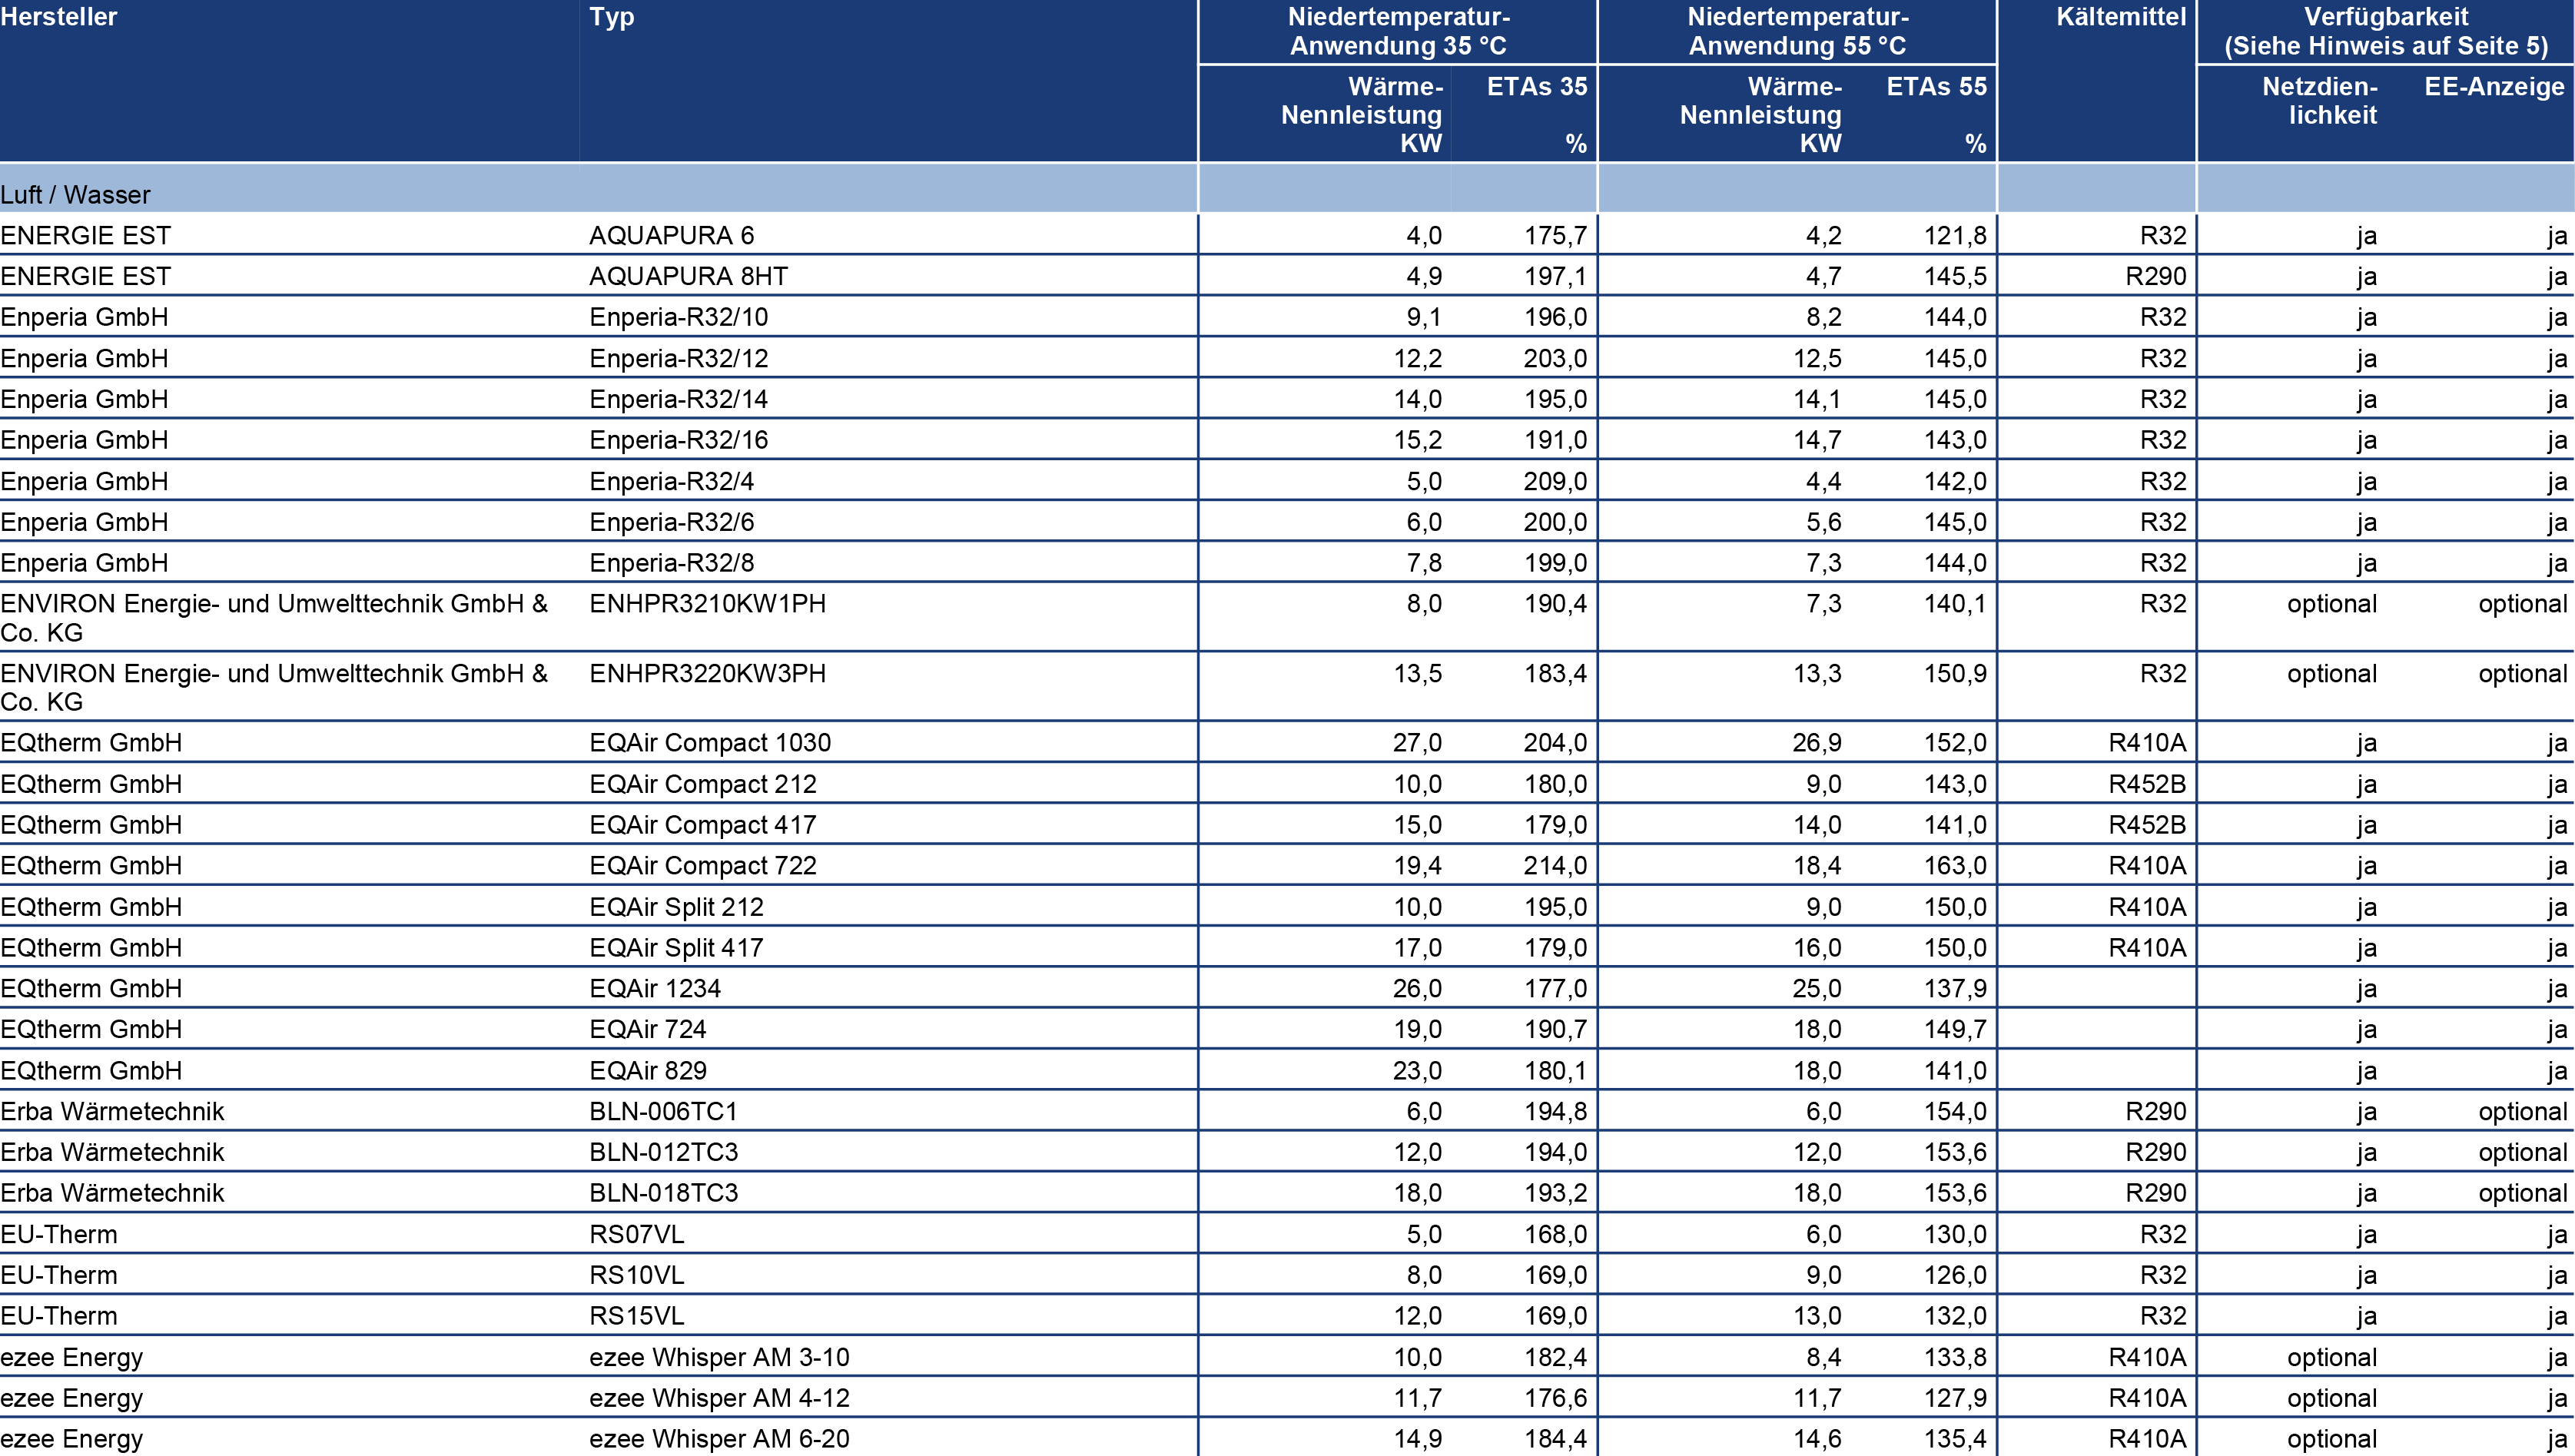 Hersteller Typ Niedertemperatur- Niedertemperatur- Kältemittel Verfügbarkeit
Anwendung 35 °C Anwendung 55 °C (Siehe Hinweis auf Seite 5)
Wärme- ETAs 35 Wärme- ETAs 55 Netzdien- EE-Anzeige
Nennleistung Nennleistung lichkeit
KW % KW %
Luft / Wasser
ENERGIE EST AQUAPURA 6 4,0 175,7 4,2 121,8 R32 ja ja
ENERGIE EST AQUAPURA 8HT 4,9 197,1 4,7 145,5 R290 ja ja
Enperia GmbH Enperia-R32/10 9,1 196,0 8,2 144,0 R32 ja ja
Enperia GmbH Enperia-R32/12 12,2 203,0 12,5 145,0 R32 ja ja
Enperia GmbH Enperia-R32/14 14,0 195,0 14,1 145,0 R32 ja ja
Enperia GmbH Enperia-R32/16 15,2 191,0 14,7 143,0 R32 ja ja
Enperia GmbH Enperia-R32/4 5,0 209,0 4,4 142,0 R32 ja ja
Enperia GmbH Enperia-R32/6 6,0 200,0 5,6 145,0 R32 ja ja
Enperia GmbH Enperia-R32/8 7,8 199,0 7,3 144,0 R32 ja ja
ENVIRON Energie- und Umwelttechnik GmbH & ENHPR3210KW1PH 8,0 190,4 7,3 140,1 R32 optional optional
Co. KG
ENVIRON Energie- und Umwelttechnik GmbH & ENHPR3220KW3PH 13,5 183,4 13,3 150,9 R32 optional optional
Co. KG
EQtherm GmbH EQAir Compact 1030 27,0 204,0 26,9 152,0 R410A ja ja
EQtherm GmbH EQAir Compact 212 10,0 180,0 9,0 143,0 R452B ja ja
EQtherm GmbH EQAir Compact 417 15,0 179,0 14,0 141,0 R452B ja ja
EQtherm GmbH EQAir Compact 722 19,4 214,0 18,4 163,0 R410A ja ja
EQtherm GmbH EQAir Split 212 10,0 195,0 9,0 150,0 R410A ja ja
EQtherm GmbH EQAir Split 417 17,0 179,0 16,0 150,0 R410A ja ja
EQtherm GmbH EQAir 1234 26,0 177,0 25,0 137,9 ja ja
EQtherm GmbH EQAir 724 19,0 190,7 18,0 149,7 ja ja
EQtherm GmbH EQAir 829 23,0 180,1 18,0 141,0 ja ja
Erba Wärmetechnik BLN-006TC1 6,0 194,8 6,0 154,0 R290 ja optional
Erba Wärmetechnik BLN-012TC3 12,0 194,0 12,0 153,6 R290 ja optional
Erba Wärmetechnik BLN-018TC3 18,0 193,2 18,0 153,6 R290 ja optional
EU-Therm RS07VL 5,0 168,0 6,0 130,0 R32 ja ja
EU-Therm RS10VL 8,0 169,0 9,0 126,0 R32 ja ja
EU-Therm RS15VL 12,0 169,0 13,0 132,0 R32 ja ja
ezee Energy ezee Whisper AM 3-10 10,0 182,4 8,4 133,8 R410A optional ja
ezee Energy ezee Whisper AM 4-12 11,7 176,6 11,7 127,9 R410A optional ja
ezee Energy ezee Whisper AM 6-20 14,9 184,4 14,6 135,4 R410A optional ja